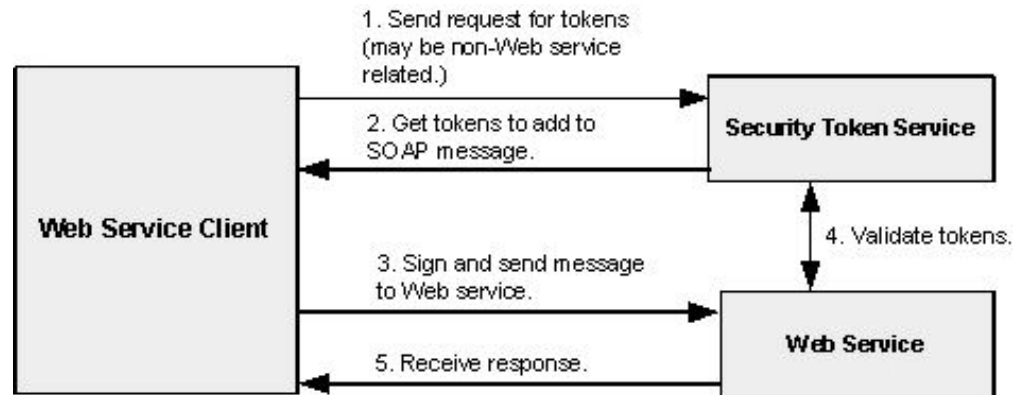 1. Send request for tokens
(may be non-Web service
related.)
2. Get tokens to add to
SOAP message.
Security Token Service
Web Service Client
4. Validate tokens.
3. Sign and send message
to Web service.
Web Service
5. Receive response.